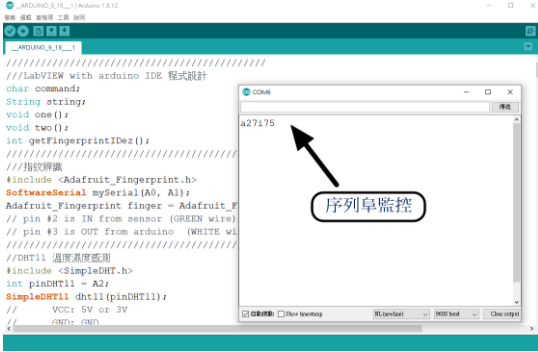 _ARDUINO_9_18___1 | Arduino 1.8.12
檔案 編輯 草稿碼 工具 說明
_ARDUINO_9_18___1
///LabVIEW with arduino IDE 程式設計
char command;
String string;
void one();
void two();
int getFingerprintIDez();
///指紋辨識
#include <Adafruit_Fingerprint.h>
SoftwareSerial mySerial(A0, A1);
Adafruit_Fingerprint finger = Adafruit_F
// pin #2 is IN from sensor (GREEN wire)
// pin #3 is OUT from arduino (WHITE wi
//DHT11 溫度濕度感測
#include <SimpleDHT.h>
int pinDHT11 = A2;
SimpleDHT11 dht11(pinDHT11);
// VCC: 5V or 3V
// GND: GND
COM6
傳送
a27i75
序列阜監控
自動捲動 Show timestamp NL (newline) 9600 baud Clear output